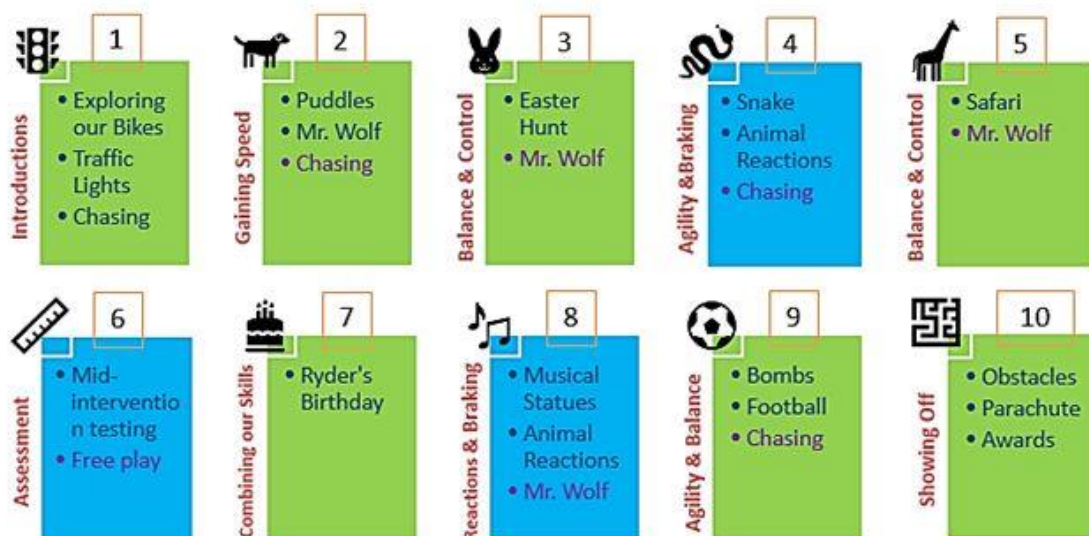 1
Introductions
• Exploring
our Bikes
• Traffic
Lights
• Chasing
2
Gaining Speed
• Puddles
• Mr. Wolf
• Chasing
3
Balance & Control
• Easter
Hunt
• Mr. Wolf
4
Agility &Braking
• Snake
• Animal
Reactions
• Chasing
5
Balance & Control
• Safari
• Mr. Wolf
6
Assessment
• Mid-
interventio
n testing
• Free play
7
Combining our Skills
• Ryder's
Birthday
8
Reactions & Braking
• Musical
Statues
• Animal
Reactions
• Mr. Wolf
9
Agility & Balance
• Bombs
• Football
• Chasing
10
Showing Off
• Obstacles
• Parachute
• Awards